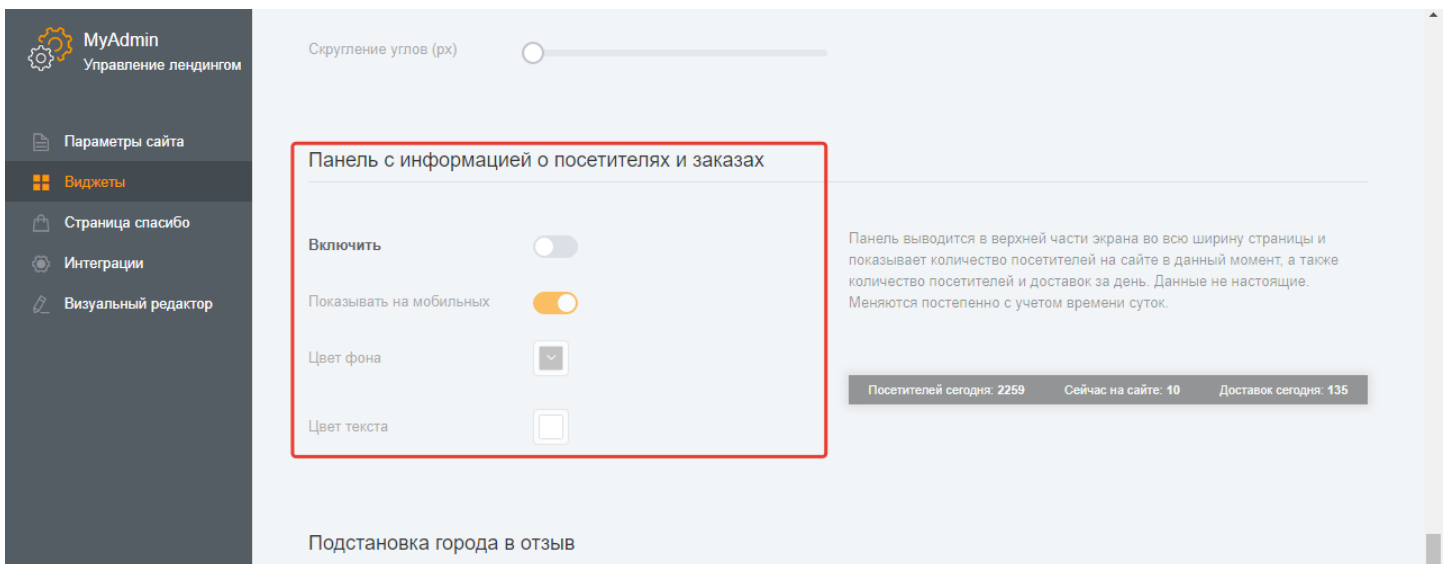 MyAdmin
Управление лендингом
Параметры сайта
Виджеты
Страница спасибо
Интеграции
Визуальный редактор
Скругление углов (px)
Панель с информацией о посетителях и заказах
Включить
Показывать на мобильных
Цвет фона
Цвет текста
Панель выводится в верхней части экрана во всю ширину страницы и
показывает количество посетителей на сайте в данный момент, а также
количество посетителей и доставок за день. Данные не настоящие.
Меняются постепенно с учетом времени суток.
Посетителей сегодня: 2259 Сейчас на сайте: 10 Доставок сегодня: 135
Подстановка города в отзыв